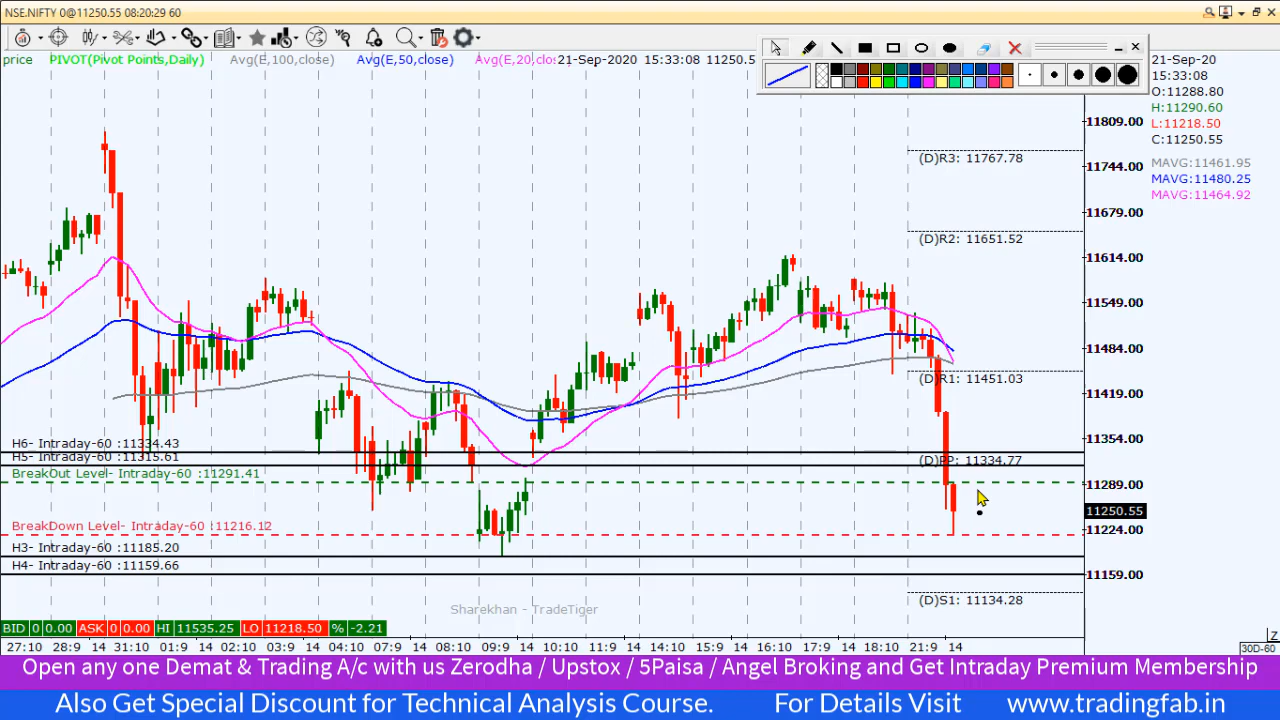 NSE.NIFTY 0@11250.55 08:20:29 60
price PIVOT(Pivot Points,Daily) Avg(E,100,close) Avg(E,50,close) Avg(E,20,clo: 21-Sep-2020 15:33:08 11250.5
21-Sep-20
15:33:08
O:11288.80
H:11290.60
L:11218.50
C:11250.55
MAVG:11461.95
MAVG:11480.25
MAVG:11464.92
11809.00
11744.00
11679.00
11614.00
11549.00
11484.00
11419.00
11354.00
11289.00
11250.55
11224.00
11159.00
(D)R3: 11767.78
(D)R2: 11651.52
(D)R1: 11451.03
(D)PP: 11334.77
(D)S1: 11134.28
H6- Intraday-60 :11334.43
H5- Intraday-60 :11315.61
BreakOut Level- Intraday-60 :11291.41
BreakDown Level- Intraday-60 :11216.12
H3- Intraday-60 :11185.20
H4- Intraday-60 :11159.66
Sharekhan - TradeTiger
BID 0 0.00 ASK 0 0.00 HI 11535.25 LO 11218.50 % -2.21
27:10 28:9 14 31:10 01:9 14 02:10 03:9 14 04:10 07:9 14 08:10 09:9 14 10:10 11:9 14 14:10 15:9 14 16:10 17:9 14 18:10 21:9 14
Z
30D-60
Open any one Demat & Trading A/c with us Zerodha / Upstox / 5Paisa / Angel Broking and Get Intraday Premium Membership
Also Get Special Discount for Technical Analysis Course. For Details Visit www.tradingfab.in